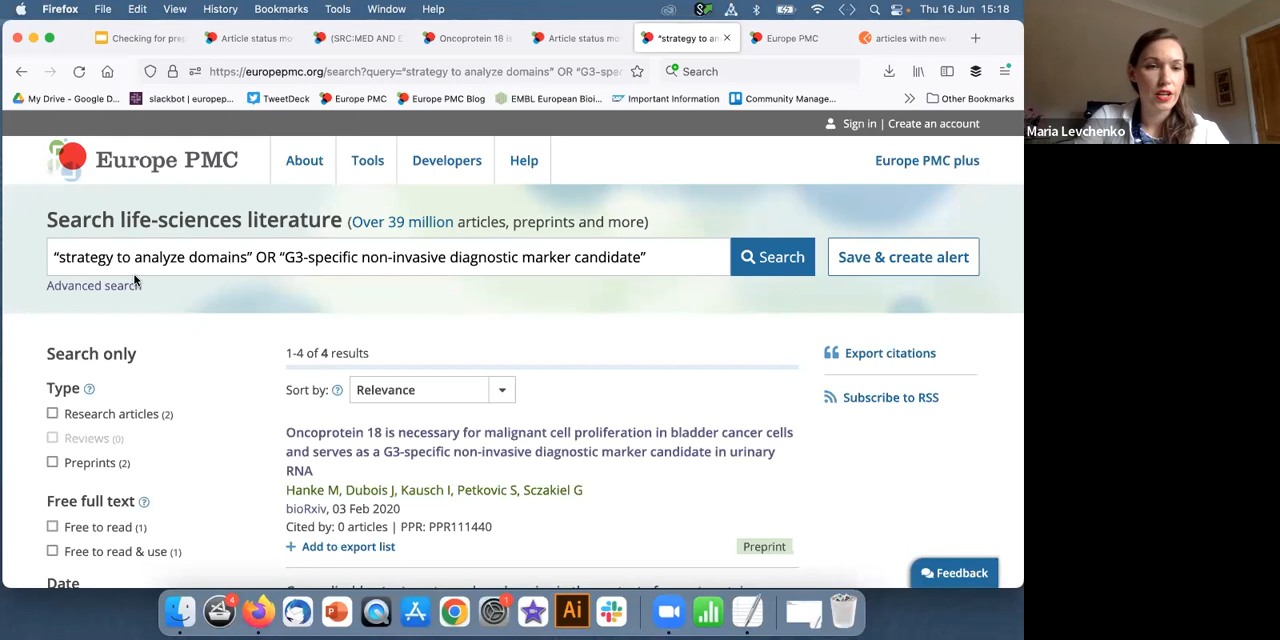 Firefox File Edit View History Bookmarks Tools Window Help Thu 16 Jun 15:18
Checking for pre Article status mo (SRC:MED AND E Oncoprotein 18 is Article status mo “strategy to an Europe PMC articles with new
https://europepmc.org/search?query=“strategy to analyze domains” OR “G3-spec Search
My Drive - Google D... slackbot | europep... TweetDeck Europe PMC Europe PMC Blog EMBL European Bioi... Important Information Community Manage... Other Bookmarks
Sign in | Create an account
Europe PMC About Tools Developers Help Europe PMC plus
Search life-sciences literature (Over 39 million articles, preprints and more)
“strategy to analyze domains” OR “G3-specific non-invasive diagnostic marker candidate” Search Save & create alert
Advanced search
Search only
Type
Research articles (2)
Reviews (0)
Preprints (2)
Free full text
Free to read (1)
Free to read & use (1)
Date
1-4 of 4 results
Sort by: Relevance
Oncoprotein 18 is necessary for malignant cell proliferation in bladder cancer cells
and serves as a G3-specific non-invasive diagnostic marker candidate in urinary
RNA
Hanke M, Dubois J, Kausch I, Petkovic S, Sczakiel G
bioRxiv, 03 Feb 2020
Cited by: 0 articles | PPR: PPR111440
+ Add to export list Preprint
Export citations
Subscribe to RSS
Feedback
4
1
Ai
Maria Levchenko